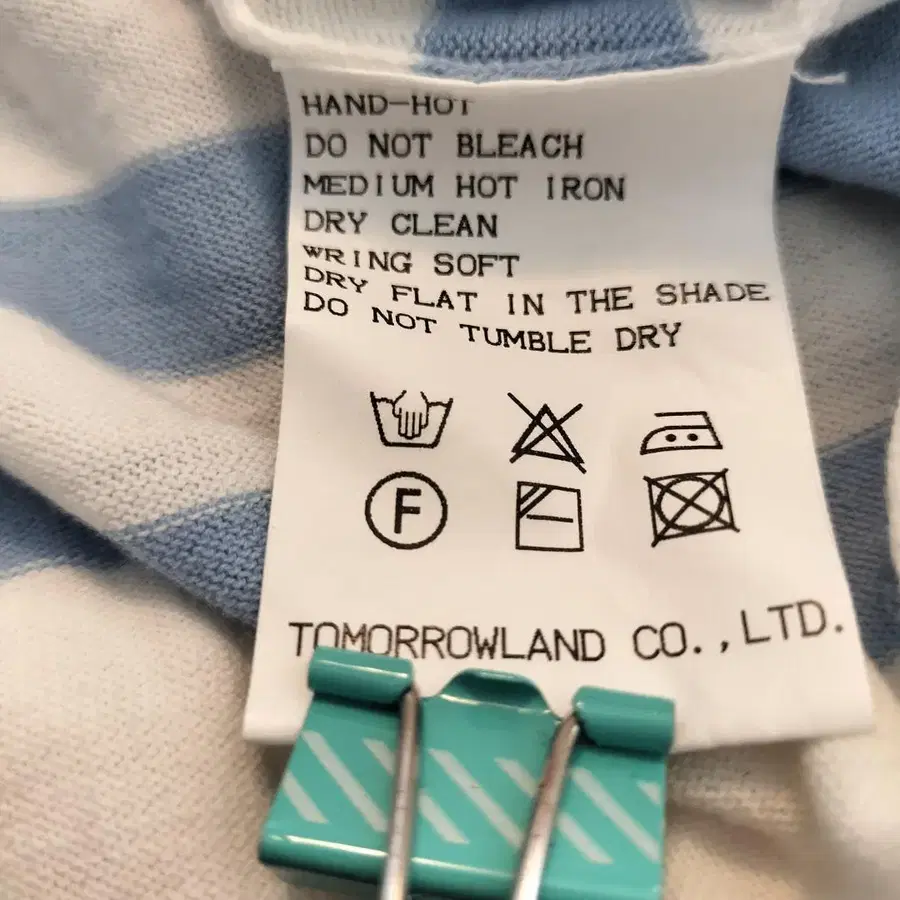 HAND-HOT
DO NOT BLEACH
MEDIUM HOT IRON
DRY CLEAN
WRING SOFT
DRY FLAT IN THE SHADE
DO NOT TUMBLE DRY
F
TOMORROWLAND CO.,LTD.